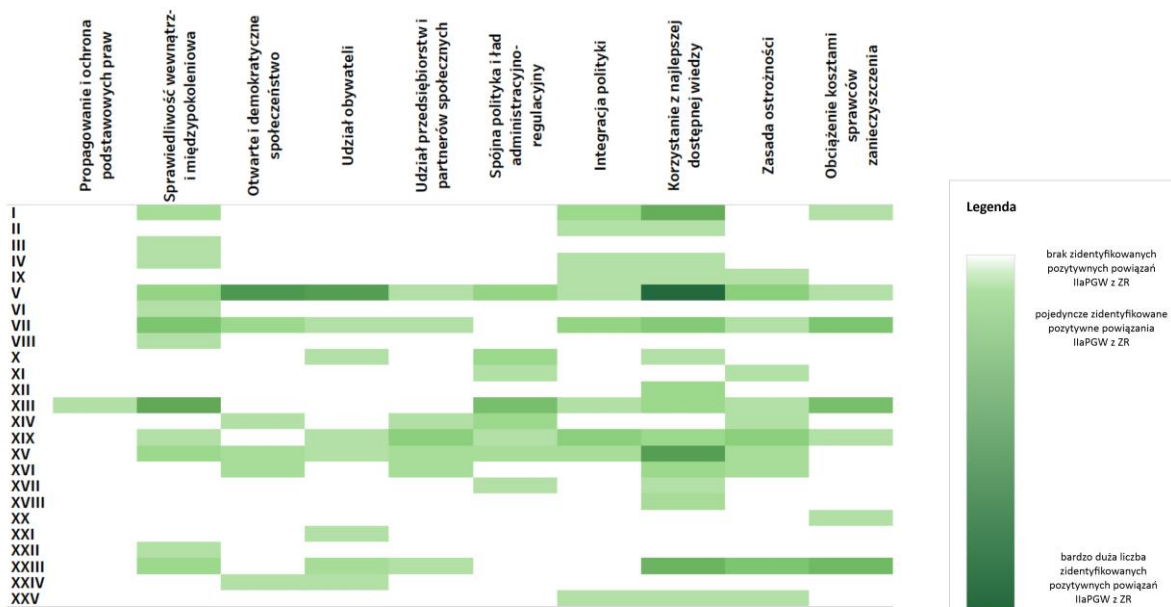 Propagowanie i ochrona
podstawowych praw
Sprawiedliwość wewnątrz-
i międzypokoleniowa
Otwarte i demokratyczne
społeczeństwo
Udział obywateli
Udział przedsiębiorstw i
partnerów społecznych
Spójna polityka i ład
administracyjno-
regulacyjny
Integracja polityki
Korzystanie z najlepszej
dostępnej wiedzy
Zasada ostrożności
Obciążenie kosztami
sprawców
zanieczyszczenia
I
II
III
IV
IX
V
VI
VII
VIII
X
XI
XII
XIII
XIV
XIX
XV
XVI
XVII
XVIII
XX
XXI
XXII
XXIII
XXIV
XXV
Legenda
brak zidentyfikowanych
pozytywnych powiązań
IIaPGW z ZR
pojedyncze zidentyfikowane
pozytywne powiązania
IIaPGW z ZR
bardzo duża liczba
zidentyfikowanych
pozytywnych powiązań
IIaPGW z ZR